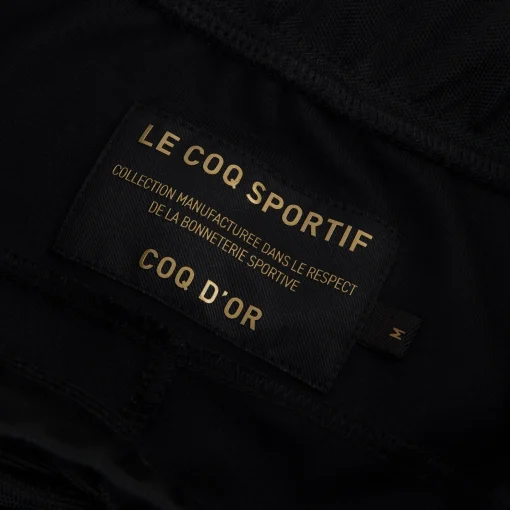 LE COQ SPORTIF
COLLECTION MANUFACTUREE DANS LE RESPECT
DE LA BONNETERIE SPORTIVE
COQ D'OR
M